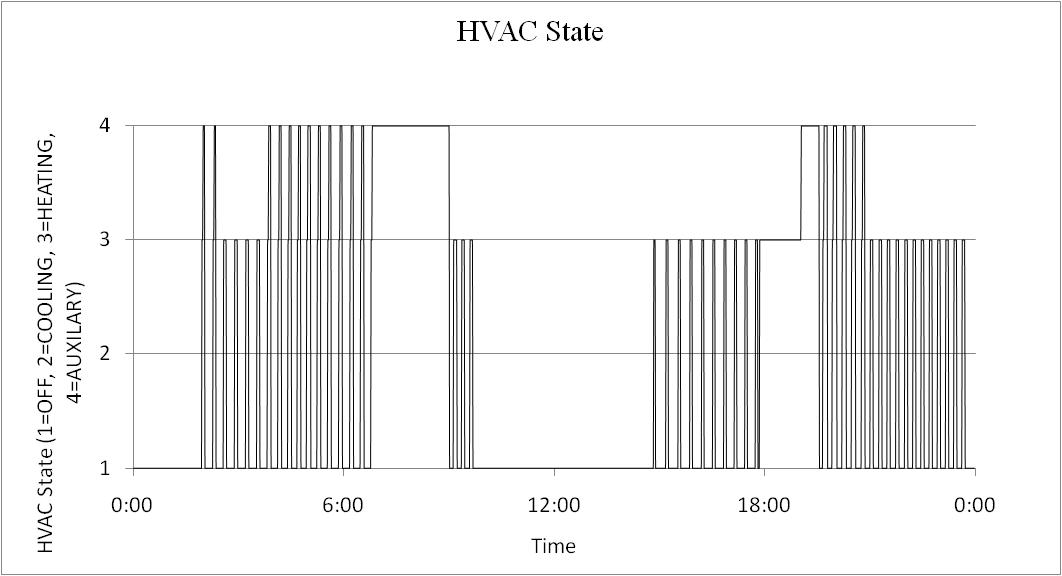 HVAC State
HVAC State (1=OFF, 2=COOLING, 3=HEATING,
4=AUXILARY)
4
3
2
1
0:00 6:00 12:00 18:00 0:00
Time